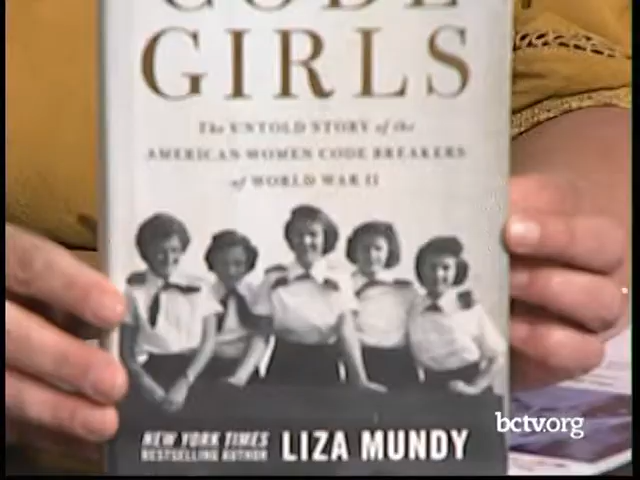 CODE
GIRLS
The UNTOLD STORY of the
AMERICAN WOMEN CODE BREAKERS
of WORLD WAR II
NEW YORK TIMES
BESTSELLING AUTHOR
LIZA MUNDY
bctv.org